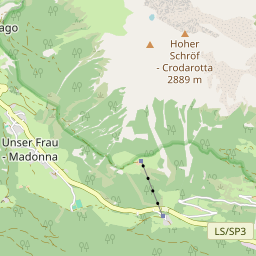 ago
Hoher
Schröf
- Crodarotta
2889 m
Unser Frau
- Madonna
LS/SP3